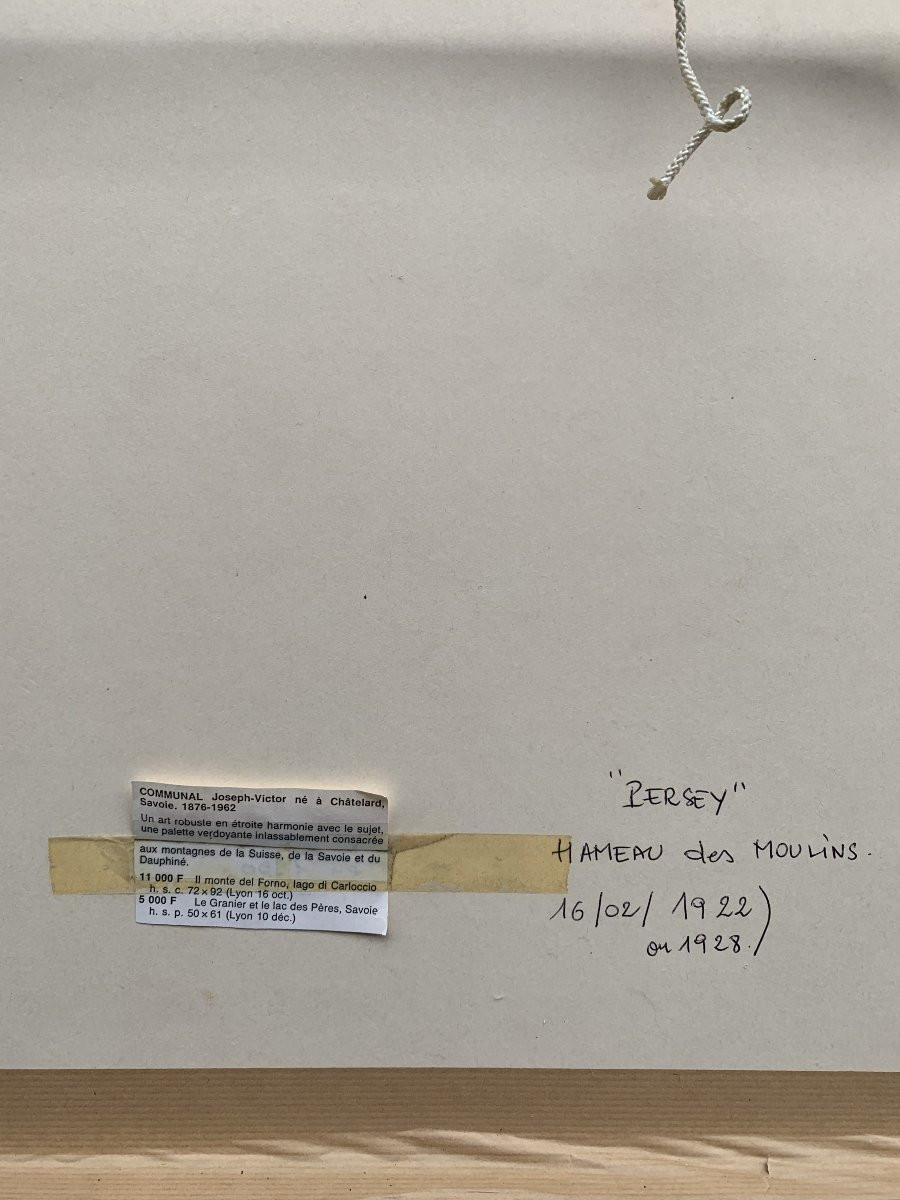 COMMUNAL Joseph-Victor né à Châtelard,
Savoie. 1876-1962
Un art robuste en étroite harmonie avec le sujet,
une palette verdoyante inlassablement consacrée
aux montagnes de la Suisse, de la Savoie et du
Dauphiné.
11 000 F Il monte del Forno, lago di Carloccio
h. s. c. 72 × 92 (Lyon 16 oct.)
5 000 F Le Granier et le lac des Pères, Savoie
h. s. p. 50 × 61 (Lyon 10 déc.)
"BERSEY"
HAMEAU des MOULINS.
16/02/1922)
ou 1928.)